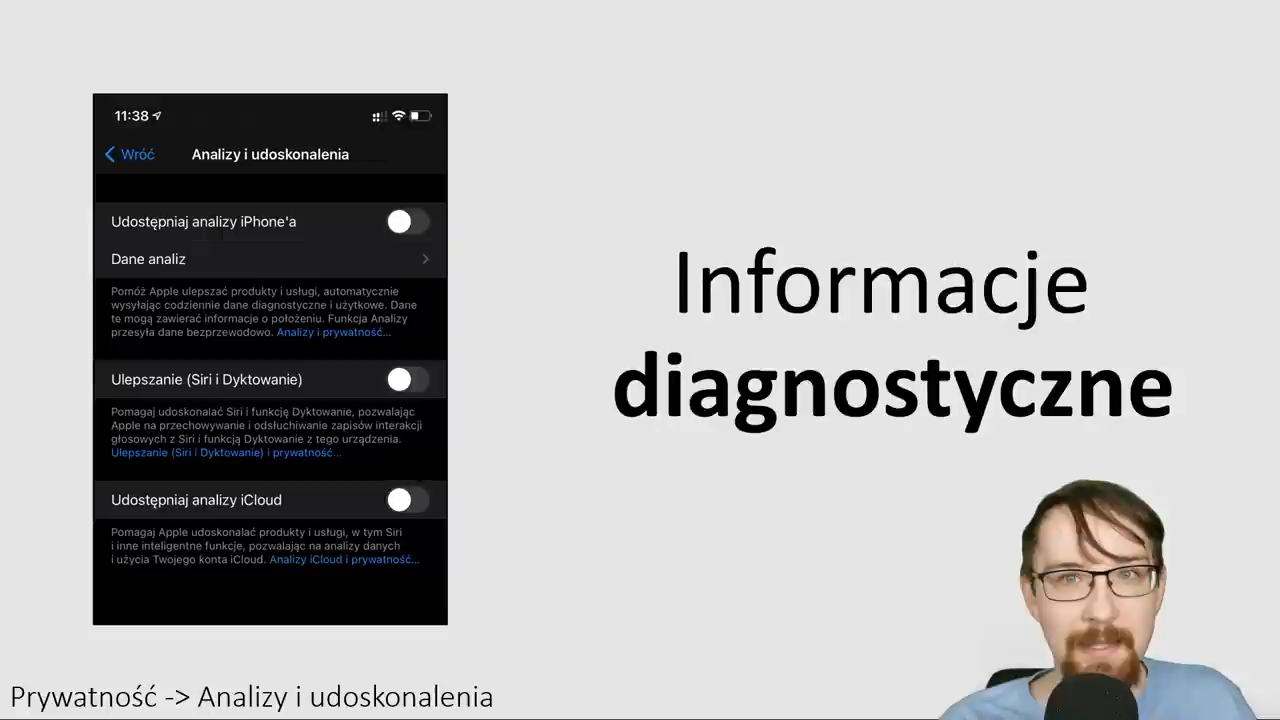 11:38
Wróć
Analizy i udoskonalenia
Udostępniaj analizy iPhone'a
Dane analiz
Pomóż Apple ulepszać produkty i usługi, automatycznie
wysyłając codziennie dane diagnostyczne i użytkowe. Dane
te mogą zawierać informacje o położeniu. Funkcja Analizy
przesyła dane bezprzewodowo. Analizy i prywatność...
Ulepszanie (Siri i Dyktowanie)
Pomagaj udoskonalać Siri i funkcję Dyktowanie, pozwalając
Apple na przechowywanie i odsłuchiwanie zapisów interakcji
głosowych z Siri i funkcją Dyktowanie z tego urządzenia.
Ulepszanie (Siri i Dyktowanie) i prywatność...
Udostępniaj analizy iCloud
Pomagaj Apple udoskonalać produkty i usługi, w tym Siri
i inne inteligentne funkcje, pozwalając na analizy danych
i użycia Twojego konta iCloud. Analizy iCloud i prywatność...
Informacje
diagnostyczne
Prywatność -> Analizy i udoskonalenia